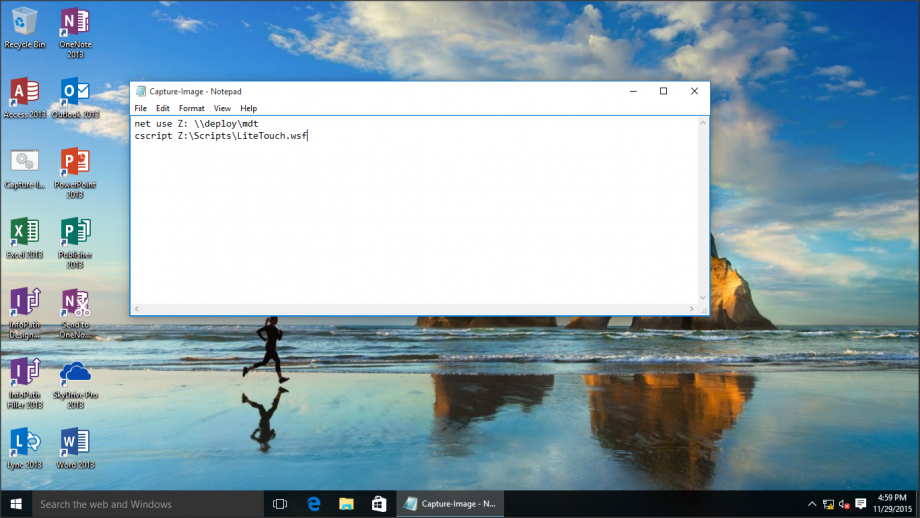 Recycle Bin
OneNote
2013
Access 2013
Outlook 2013
Capture-I...
PowerPoint
2013
Excel 2013
Publisher
2013
InfoPath
Design...
Send to
OneNo...
InfoPath
Filler 2013
SkyDrive Pro
2013
Lync 2013
Word 2013
Capture-Image - Notepad
File Edit Format View Help
net use Z: \\deploy\mdt
cscript Z:\Scripts\LiteTouch.wsf
Search the web and Windows
Capture-Image - N...
4:59 PM
11/29/2015